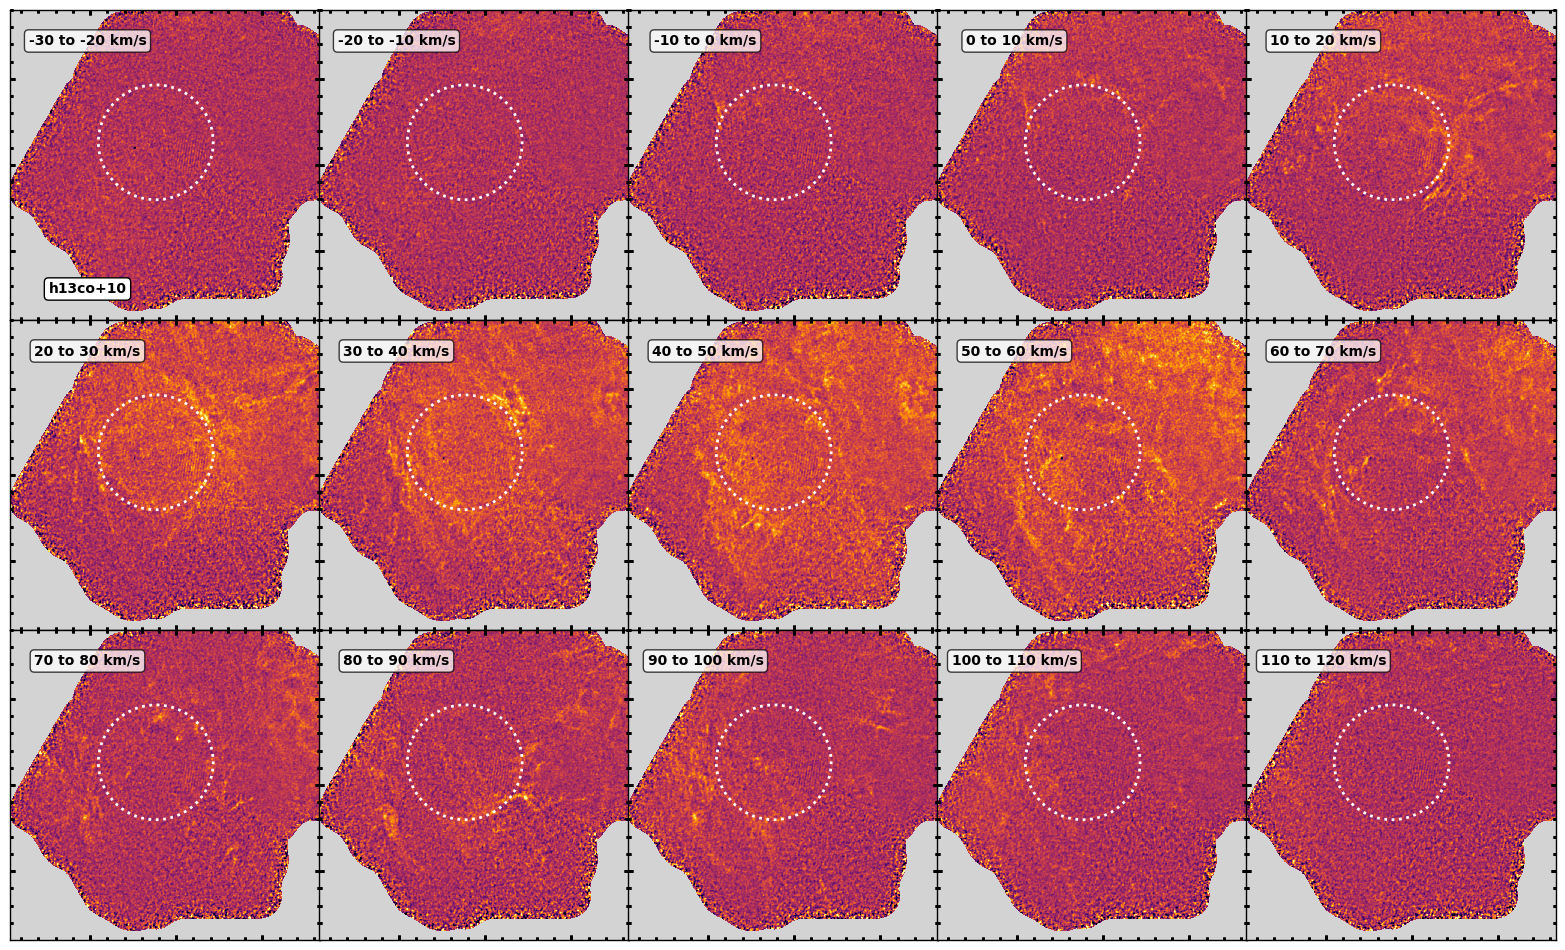 -30 to -20 km/s
-20 to -10 km/s
-10 to 0 km/s
0 to 10 km/s
10 to 20 km/s
h13co+10
20 to 30 km/s
30 to 40 km/s
40 to 50 km/s
50 to 60 km/s
60 to 70 km/s
70 to 80 km/s
80 to 90 km/s
90 to 100 km/s
100 to 110 km/s
110 to 120 km/s